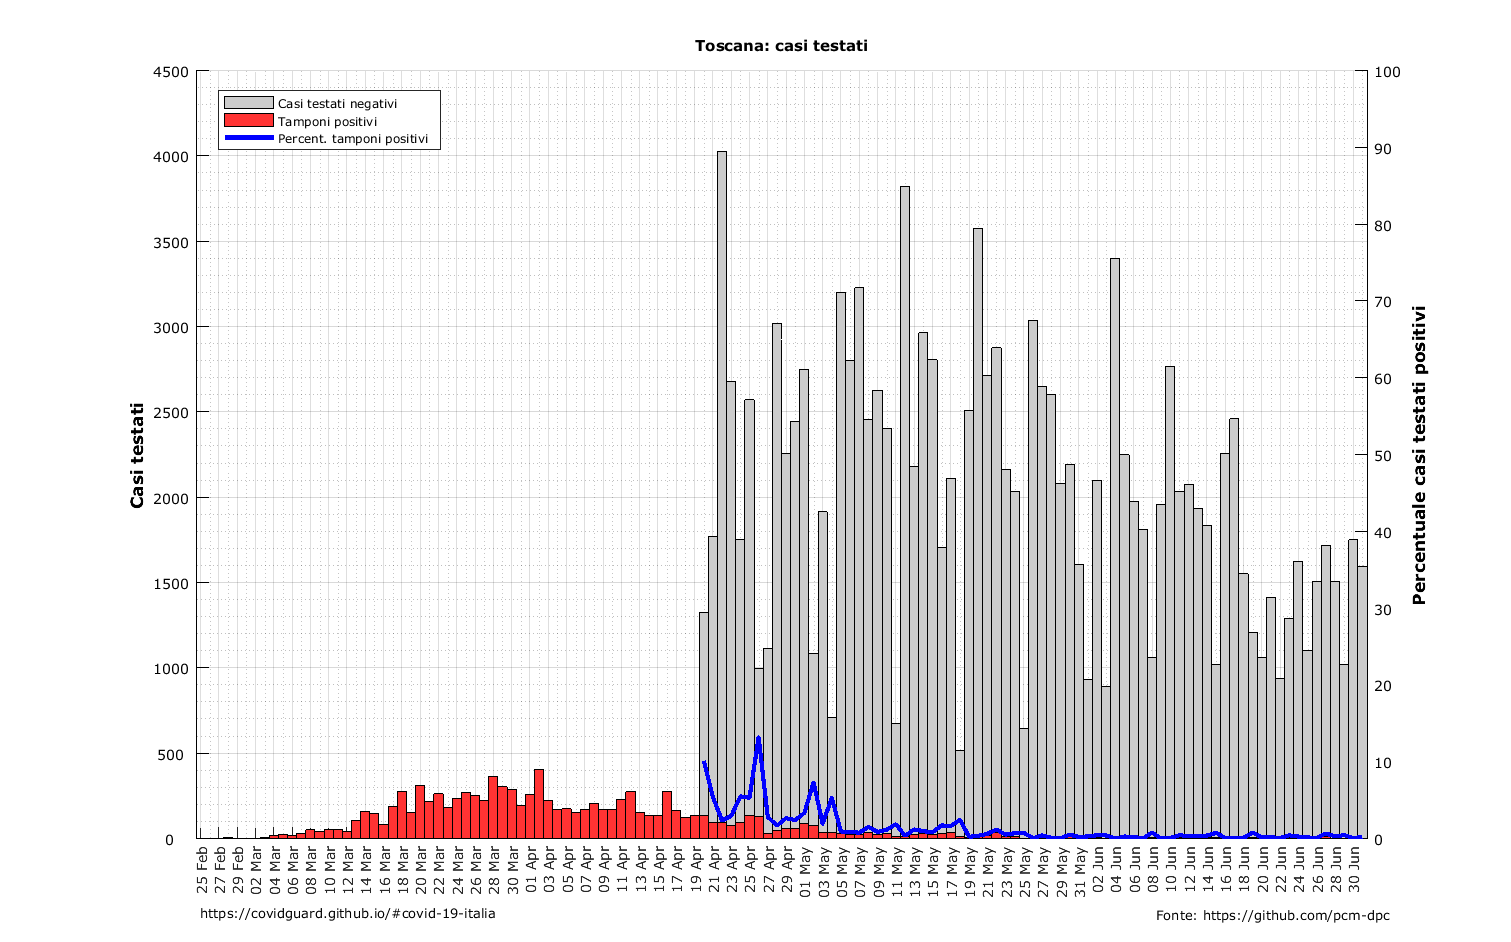 Toscana: casi testati
Casi testati negativi
Tamponi positivi
Percent. tamponi positivi
Casi testati
4500
4000
3500
3000
2500
2000
1500
1000
500
0
100
90
80
70
60
50
40
30
20
10
0
Percentuale casi testati positivi
25 Feb
27 Feb
29 Feb
02 Mar
04 Mar
06 Mar
08 Mar
10 Mar
12 Mar
14 Mar
16 Mar
18 Mar
20 Mar
22 Mar
24 Mar
26 Mar
28 Mar
30 Mar
01 Apr
03 Apr
05 Apr
07 Apr
09 Apr
11 Apr
13 Apr
15 Apr
17 Apr
19 Apr
21 Apr
23 Apr
25 Apr
27 Apr
29 Apr
01 May
03 May
05 May
07 May
09 May
11 May
13 May
15 May
17 May
19 May
21 May
23 May
25 May
27 May
29 May
31 May
02 Jun
04 Jun
06 Jun
08 Jun
10 Jun
12 Jun
14 Jun
16 Jun
18 Jun
20 Jun
22 Jun
24 Jun
26 Jun
28 Jun
30 Jun
https://covidguard.github.io/#covid-19-italia
Fonte: https://github.com/pcm-dpc